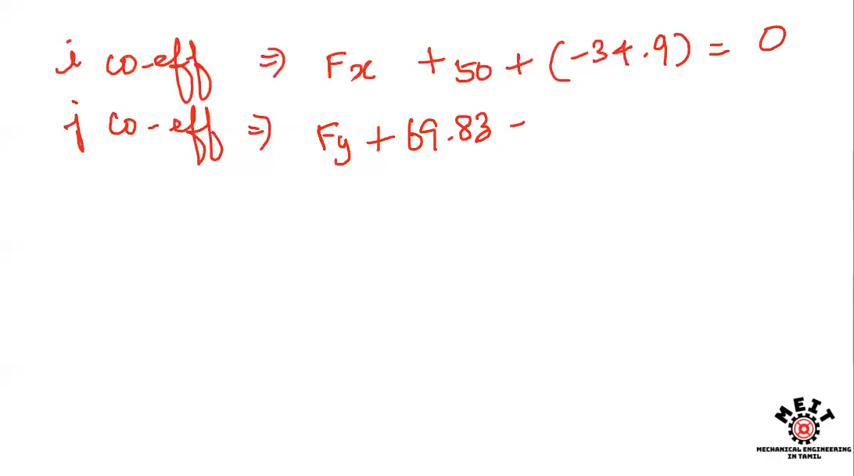 i co-eff ⇒ Fx + 50 + (-34.9) = 0
j co-eff ⇒ Fy + 69.83 -
MEIT
MECHANICAL ENGINEERING
IN TAMIL